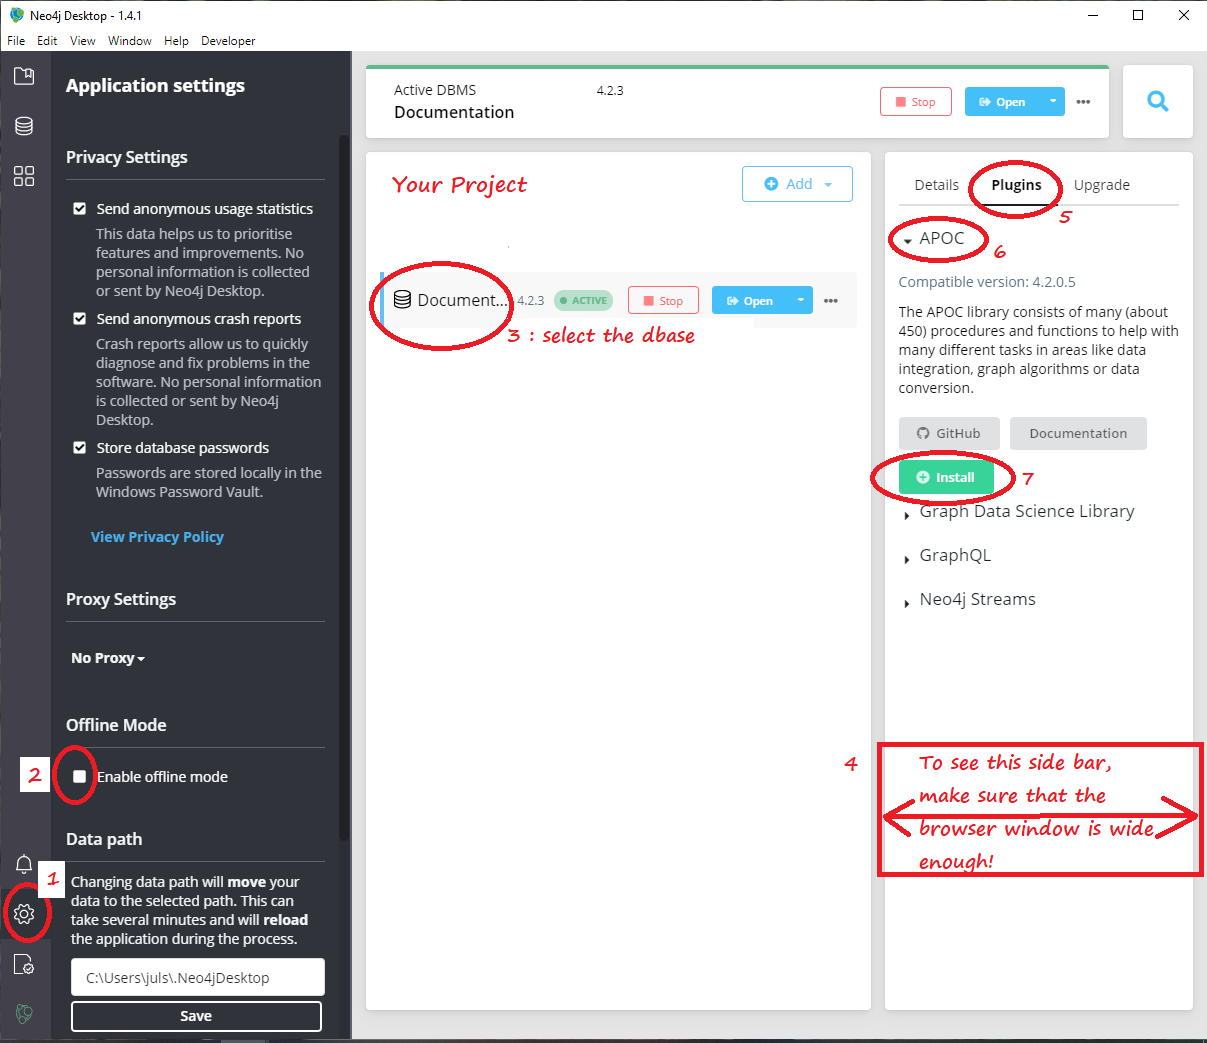 Neo4j Desktop - 1.4.1
File Edit View Window Help Developer
Application settings
Privacy Settings
Send anonymous usage statistics
This data helps us to prioritise
features and improvements. No
personal information is collected
or sent by Neo4j Desktop.
Send anonymous crash reports
Crash reports allow us to quickly
diagnose and fix problems in the
software. No personal information
is collected or sent by Neo4j
Desktop.
Store database passwords
Passwords are stored locally in the
Windows Password Vault.
View Privacy Policy
Proxy Settings
No Proxy
Offline Mode
2
Enable offline mode
Data path
1
Changing data path will move your
data to the selected path. This can
take several minutes and will reload
the application during the process.
C:\Users\juls\.Neo4jDesktop
Save
Active DBMS 4.2.3
Documentation
Stop Open
Your Project
Add
Document... 4.2.3 ACTIVE Stop Open
3 : select the dbase
Details Plugins Upgrade
5
APOC
6
Compatible version: 4.2.0.5
The APOC library consists of many (about
450) procedures and functions to help with
many different tasks in areas like data
integration, graph algorithms or data
conversion.
GitHub Documentation
Install 7
Graph Data Science Library
GraphQL
Neo4j Streams
4
To see this side bar,
make sure that the
browser window is wide
enough!